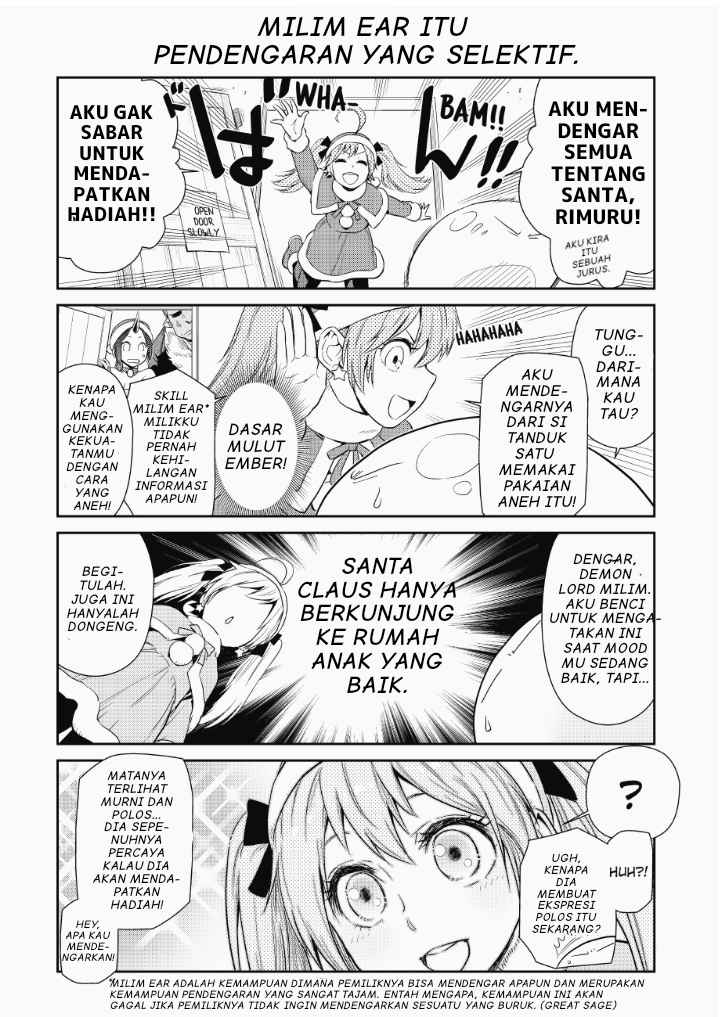 MILIM EAR ITU
PENDENGARAN YANG SELEKTIF.
AKU MEN-
DENGAR
SEMUA
TENTANG
SANTA,
RIMURU!
AKU KIRA
ITU
SEBUAH
JURUS.
BAM!!
WHA-
ばん!!
ド
OPEN
DOOR
SLOWLY
AKU GAK
SABAR
UNTUK
MENDA-
PATKAN
HADIAH!!
TUNG-
GU...
DARI-
MANA
KAU
TAU?
HAHAHAHA
AKU
MENDE-
NGARNYA
DARI SI
TANDUK
SATU
MEMAKAI
PAKAIAN
ANEH ITU!
DASAR
MULUT
EMBER!
SKILL
MILIM EAR*
MILIKKU
TIDAK
PERNAH
KEHI-
LANGAN
INFORMASI
APAPUN!
KENAPA
KAU
MENG-
GUNAKAN
KEKUA-
TANMU
DENGAN
CARA
YANG
ANEH!
DENGAR,
DEMON
LORD MILIM.
AKU BENCI
UNTUK MENGA-
TAKAN INI
SAAT MOOD
MU SEDANG
BAIK, TAPI...
SANTA
CLAUS HANYA
BERKUNJUNG
KE RUMAH
ANAK YANG
BAIK.
BEGI-
TULAH.
JUGA INI
HANYALAH
DONGENG.
?
HUH?!
UGH,
KENAPA
DIA
MEMBUAT
EKSPRESI
POLOS ITU
SEKARANG?
MATANYA
TERLIHAT
MURNI DAN
POLOS...
DIA SEPE-
NUHNYA
PERCAYA
KALAU DIA
AKAN MENDA-
PATKAN
HADIAH!
HEY,
APA KAU
MENDE-
NGARKAN!
*MILIM EAR ADALAH KEMAMPUAN DIMANA PEMILIKNYA BISA MENDENGAR APAPUN DAN MERUPAKAN
KEMAMPUAN PENDENGARAN YANG SANGAT TAJAM. ENTAH MENGAPA, KEMAMPUAN INI AKAN
GAGAL JIKA PEMILIKNYA TIDAK INGIN MENDENGARKAN SESUATU YANG BURUK. (GREAT SAGE)